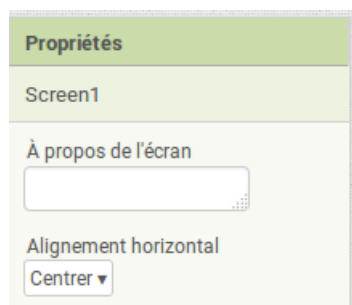 Propriétés
Screen1
À propos de l'écran
Alignement horizontal
Centrer ▾